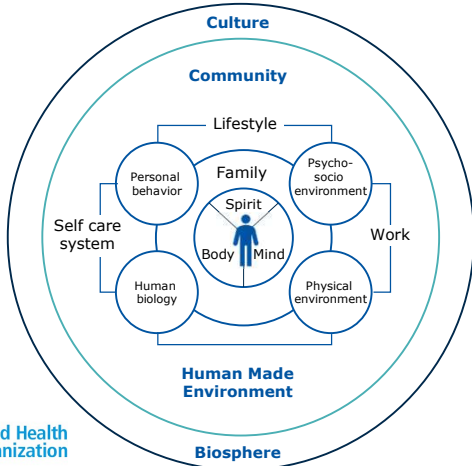 Culture
Community
Lifestyle
Personal
behavior
Family
Psycho-
socio
environment
Spirit
Self care
system
Body
Mind
Work
Human
biology
Physical
environment
Human Made
Environment
d Health
anization
Biosphere